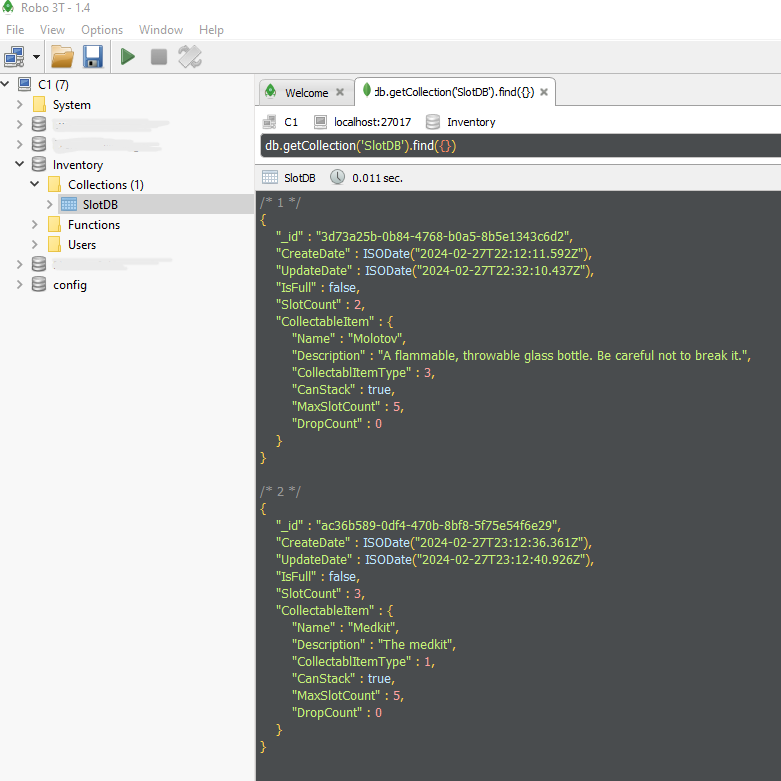 Robo 3T - 1.4
File View Options Window Help
C1 (7)
System
Inventory
Collections (1)
SlotDB
Functions
Users
config
Welcome
db.getCollection('SlotDB').find({})
C1 localhost:27017 Inventory
db.getCollection('SlotDB').find({})
SlotDB 0.011 sec.
/* 1 */
{
"_id" : "3d73a25b-0b84-4768-b0a5-8b5e1343c6d2",
"CreateDate" : ISODate("2024-02-27T22:12:11.592Z"),
"UpdateDate" : ISODate("2024-02-27T22:32:10.437Z"),
"IsFull" : false,
"SlotCount" : 2,
"CollectableItem" : {
"Name" : "Molotov",
"Description" : "A flammable, throwable glass bottle. Be careful not to break it.",
"CollectablItemType" : 3,
"CanStack" : true,
"MaxSlotCount" : 5,
"DropCount" : 0
}
}
/* 2 */
{
"_id" : "ac36b589-0df4-470b-8bf8-5f75e54f6e29",
"CreateDate" : ISODate("2024-02-27T23:12:36.361Z"),
"UpdateDate" : ISODate("2024-02-27T23:12:40.926Z"),
"IsFull" : false,
"SlotCount" : 3,
"CollectableItem" : {
"Name" : "Medkit",
"Description" : "The medkit",
"CollectablItemType" : 1,
"CanStack" : true,
"MaxSlotCount" : 5,
"DropCount" : 0
}
}